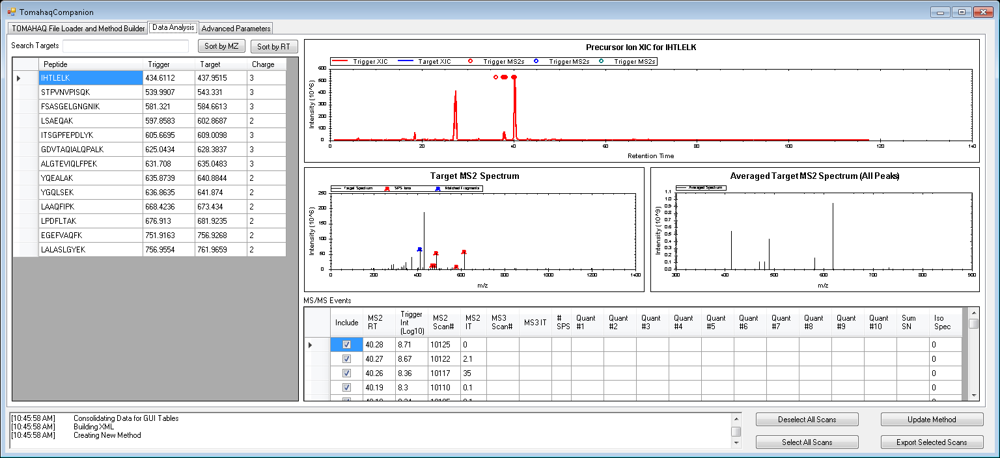 TomahaqCompanion
TOMAHAQ File Loader and Method Builder Data Analysis Advanced Parameters
Search Targets Sort by MZ Sort by RT
Peptide Trigger Target Charge
IHTLELK 434.6112 437.9515 3
STPVNVPISQK 539.9907 543.331 3
FSASGELGNGNIK 581.321 584.6613 3
LSAEQAK 597.8583 602.8687 2
ITSGPFEPDLYK 605.6695 609.0098 3
GDVTAQIALQPALK 625.0434 628.3837 3
ALGTEVIQLFPEK 631.708 635.0483 3
YQEALAK 635.8739 640.8844 2
YGQLSEK 636.8635 641.874 2
LAAQFIPK 668.4236 673.434 2
LPDFLTAK 676.913 681.9235 2
EGEFVAQFK 751.9163 756.9268 2
LALASLGYEK 756.9554 761.9659 2
Precursor Ion XIC for IHTLELK
Trigger XIC Target XIC Trigger MS2s Trigger MS2s Trigger MS2s
Intensity (10^6)
600
500
400
300
200
100
0
0 20 40 60 80 100 120 140
Retention Time
Target MS2 Spectrum
Target Spectrum SPS Ions Matched Fragments
Intensity (10^6)
250
200
150
100
50
0
0 200 400 600 800 1000 1200 1400
m/z
Averaged Target MS2 Spectrum (All Peaks)
Averaged Spectrum
Intensity (10^9)
1.1
1.0
0.9
0.8
0.7
0.6
0.5
0.4
0.3
0.2
0.1
0.0
300 400 500 600 700 800 900
m/z
MS/MS Events
Include MS2 RT Trigger Int (Log10) MS2 Scan# MS2 IT MS3 Scan# MS3 IT # SPS Quant #1 Quant #2 Quant #3 Quant #4 Quant #5 Quant #6 Quant #7 Quant #8 Quant #9 Quant #10 Sum SN Iso Spec
40.28 8.71 10125 0 0
40.27 8.67 10122 2.1 0
40.26 8.36 10117 35 0
40.19 8.3 10110 0.1 0
[10:45:58 AM] Consolidating Data for GUI Tables
[10:45:58 AM] Building XML
[10:45:58 AM] Creating New Method
Deselect All Scans Update Method
Select All Scans Export Selected Scans